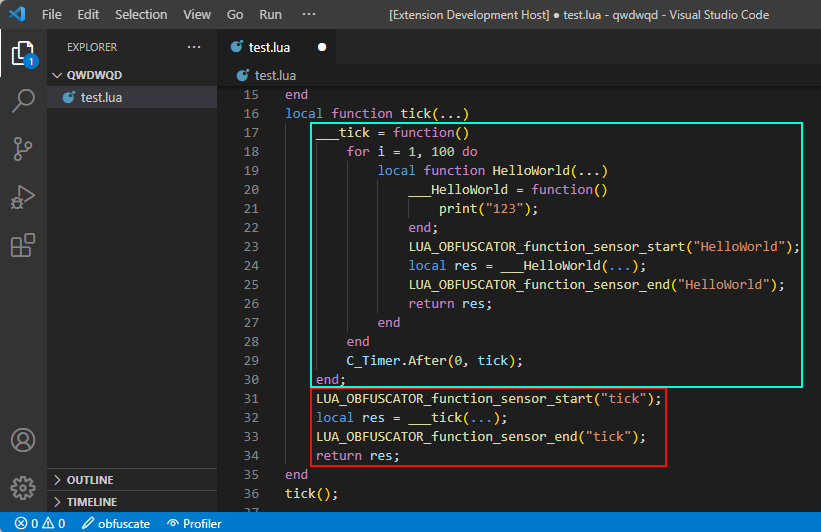 File Edit Selection View Go Run ··· [Extension Development Host] ● test.lua - qwdwqd - Visual Studio Code
EXPLORER ···
test.lua ●
QWDWQD
test.lua
test.lua
1
15 end
16 local function tick(...)
17 ___tick = function()
18 for i = 1, 100 do
19 local function HelloWorld(...)
20 ___HelloWorld = function()
21 print("123");
22 end;
23 LUA_OBFUSCATOR_function_sensor_start("HelloWorld");
24 local res = ___HelloWorld(...);
25 LUA_OBFUSCATOR_function_sensor_end("HelloWorld");
26 return res;
27 end
28 end
29 C_Timer.After(0, tick);
30 end;
31 LUA_OBFUSCATOR_function_sensor_start("tick");
32 local res = ___tick(...);
33 LUA_OBFUSCATOR_function_sensor_end("tick");
34 return res;
35 end
36 tick();
OUTLINE
TIMELINE
0 0 obfuscate Profiler